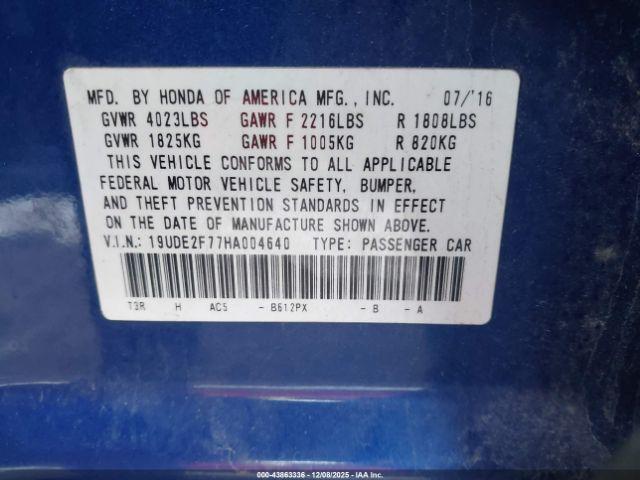 MFD. BY HONDA OF AMERICA MFG., INC. 07/'16
GVWR 4023LBS GAWR F 2216LBS R 1808LBS
GVWR 1825KG GAWR F 1005KG R 820KG
THIS VEHICLE CONFORMS TO ALL APPLICABLE
FEDERAL MOTOR VEHICLE SAFETY, BUMPER,
AND THEFT PREVENTION STANDARDS IN EFFECT
ON THE DATE OF MANUFACTURE SHOWN ABOVE.
V.I.N.: 19UDE2F77HA004640 TYPE: PASSENGER CAR
T3R H AC5 - B612PX - B - A
000-43863336 - 12/08/2025 - IAA Inc.